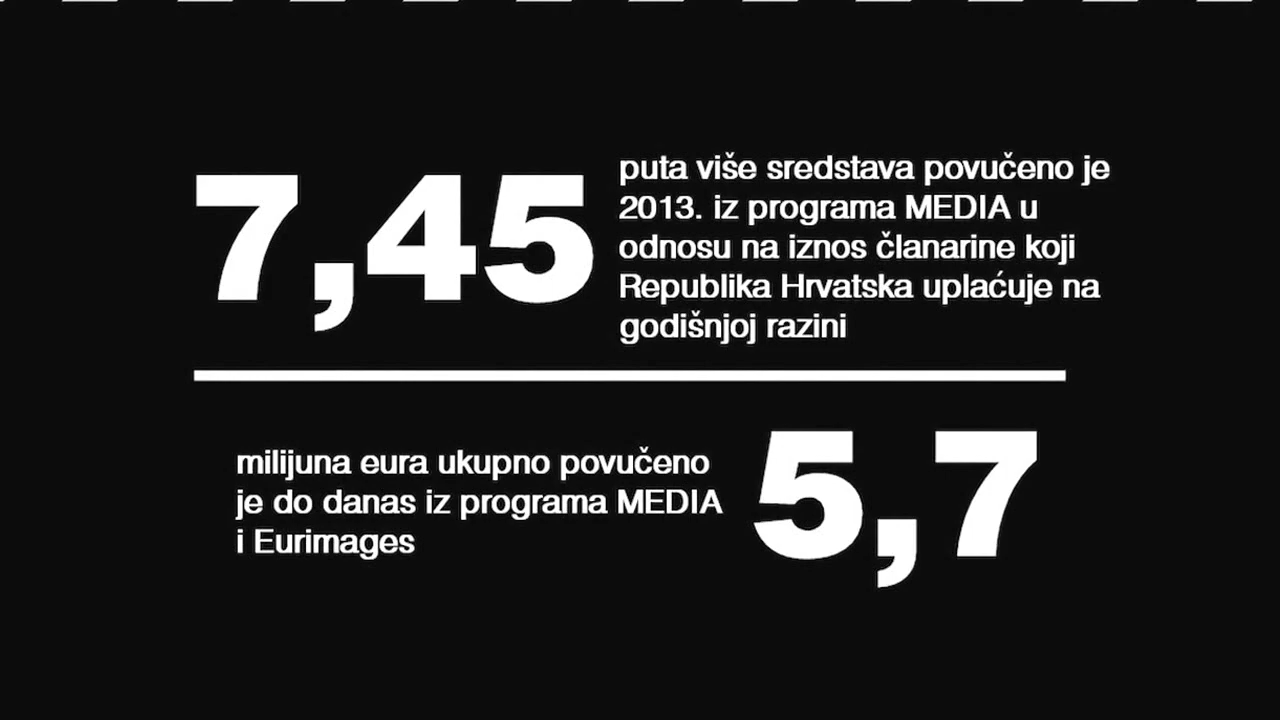 7,45
puta više sredstava povučeno je
2013. iz programa MEDIA u
odnosu na iznos članarine koji
Republika Hrvatska uplaćuje na
godišnjoj razini
milijuna eura ukupno povučeno
je do danas iz programa MEDIA
i Eurimages
5,7